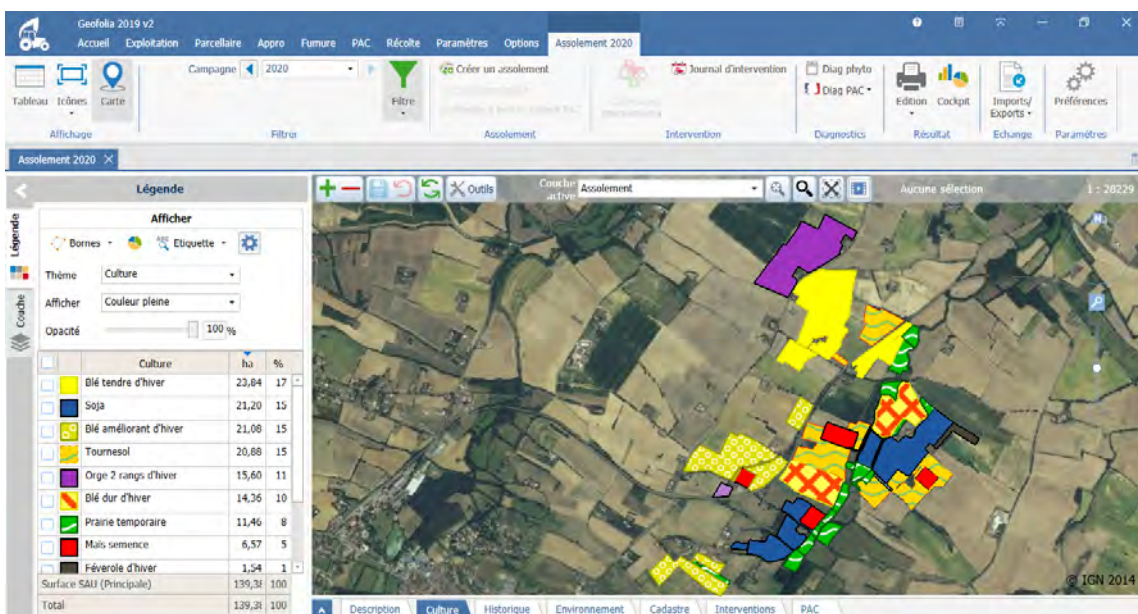 Geofolia 2019 v2
Accueil Exploitation Parcellaire Appro Fumure PAC Récolte Paramètres Options Assolement 2020
Campagne 2020
Créer un assolement
Journal d'intervention
Diag phyto
Diag PAC
Tableau Icônes Carte
Filtre
Edition Cockpit
Imports/
Exports
Préférences
Affichage Filtrer Assolement Intervention Diagnostics Résultat Echange Paramètres
Assolement 2020
Légende
Outils
Couche
active
Assolement
Aucune sélection
1 : 20229
Légende
Couche
Afficher
Bornes
Etiquette
Thème Culture
Afficher Couleur pleine
Opacité 100 %
Culture ha %
Blé tendre d'hiver 23,84 17
Soja 21,20 15
Blé améliorant d'hiver 21,08 15
Tournesol 20,88 15
Orge 2 rangs d'hiver 15,60 11
Blé dur d'hiver 14,36 10
Prairie temporaire 11,46 8
Maïs semence 6,57 5
Féverole d'hiver 1,54 1
Surface SAU (Principale) 139,38 100
Total 139,38 100
© IGN 2014
Description Culture Historique Environnement Cadastre Interventions PAC